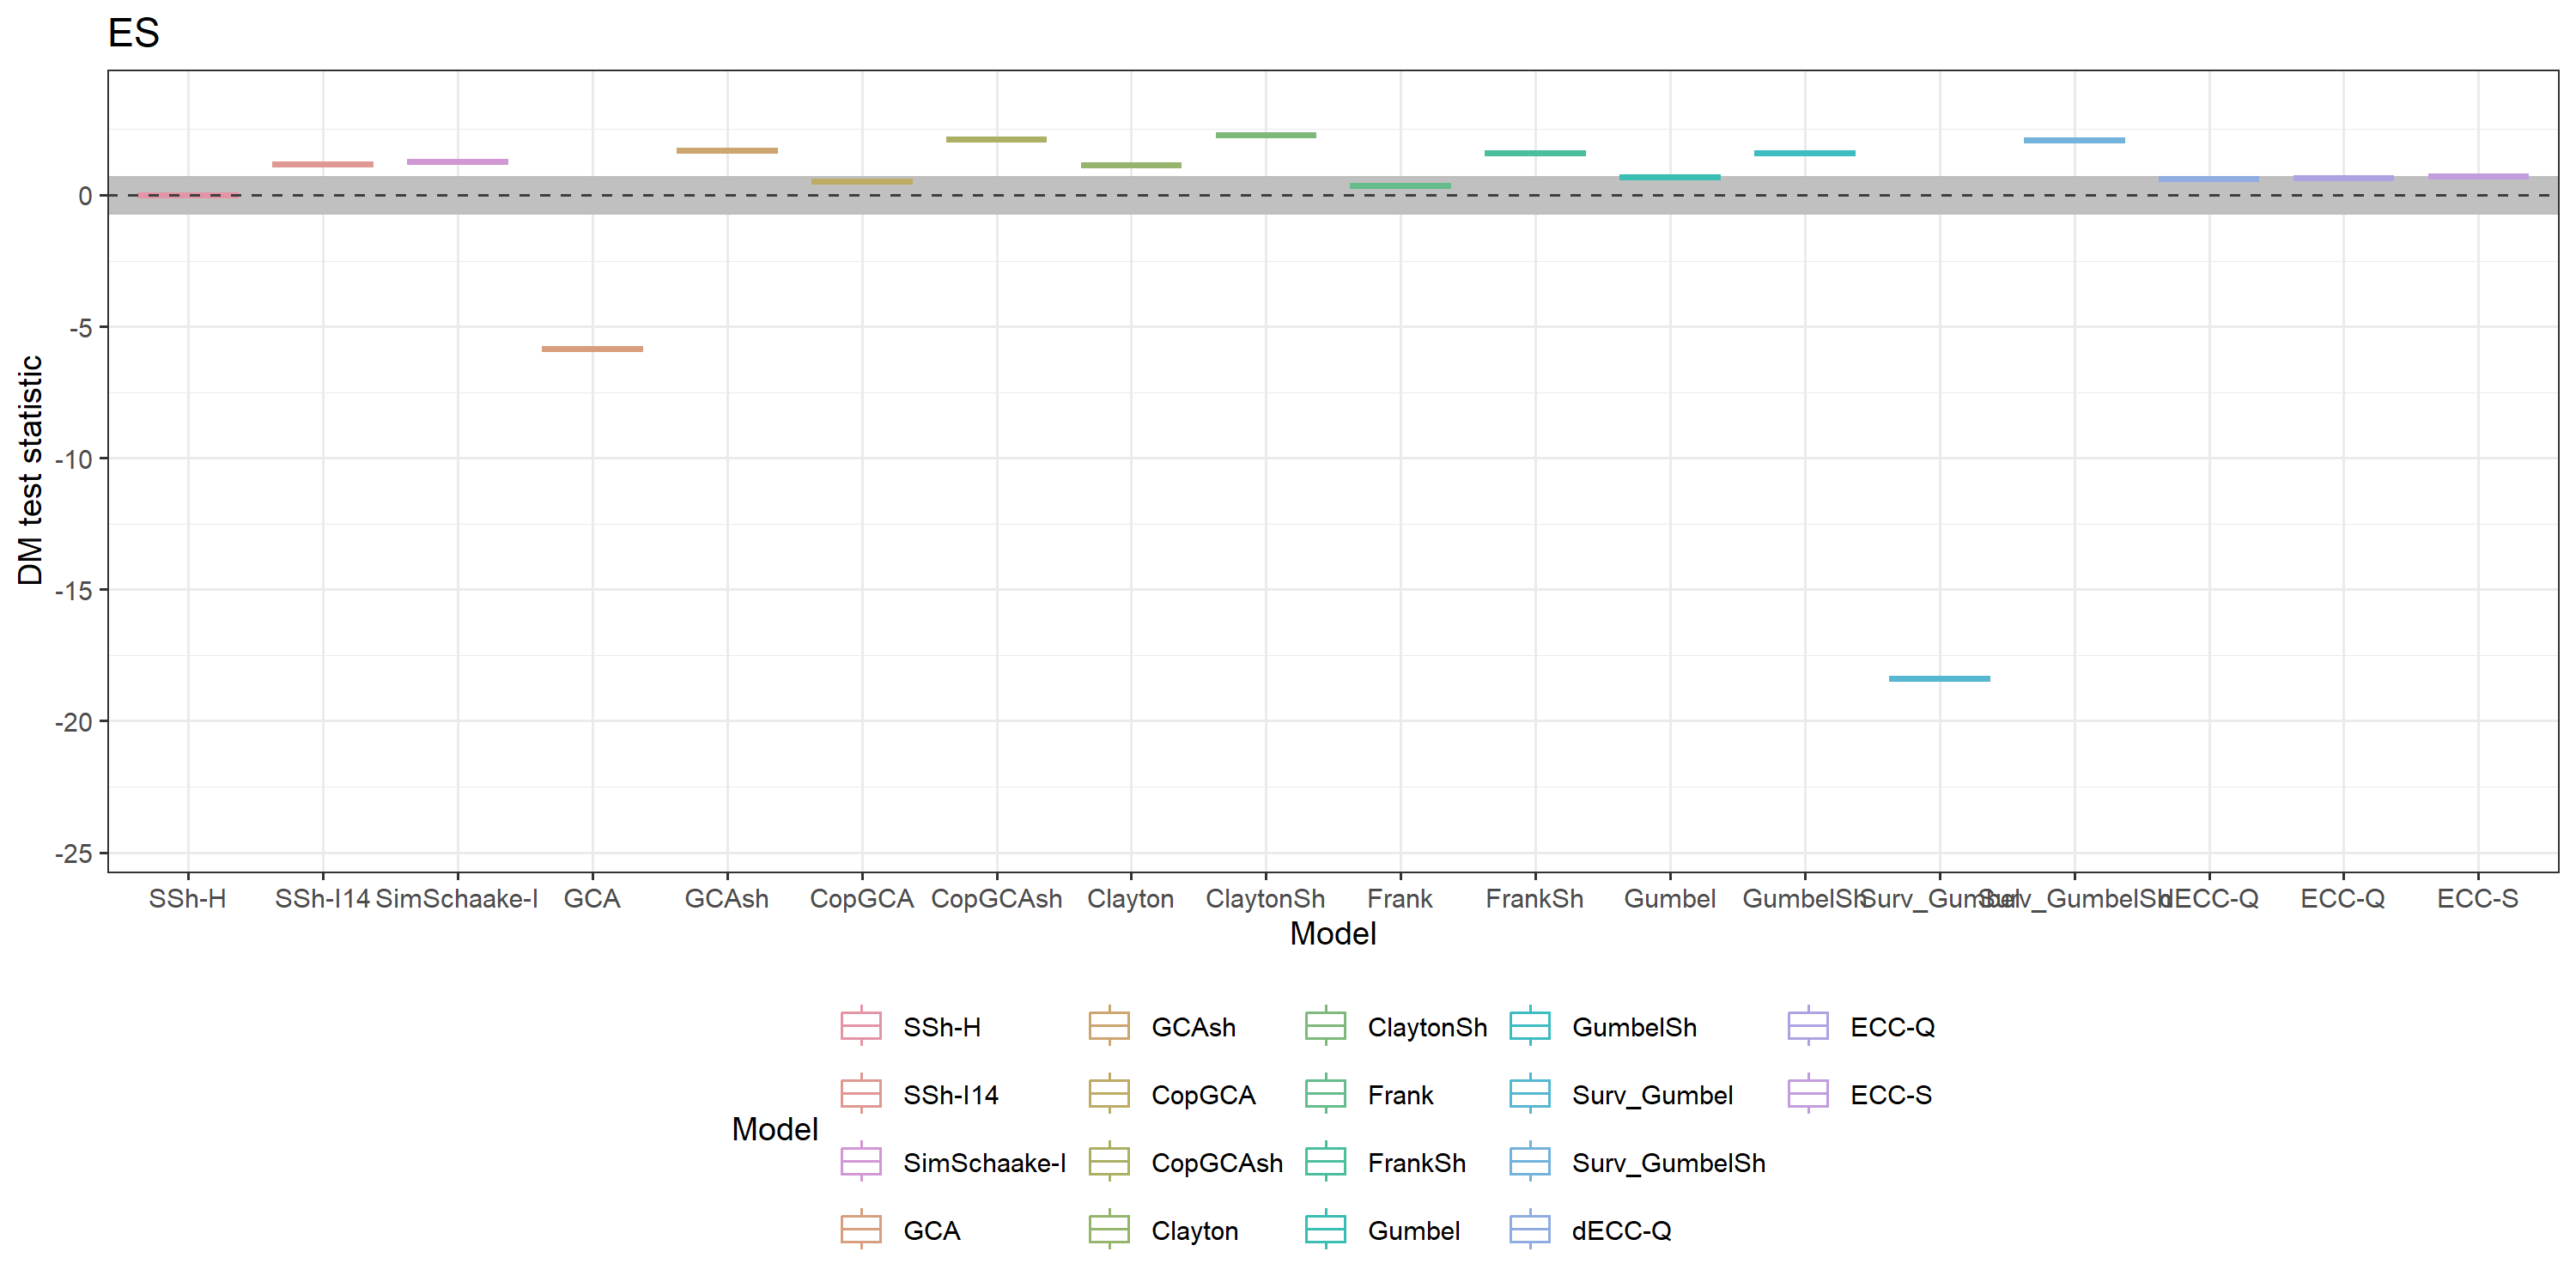 ES
DM test statistic
0
-5
-10
-15
-20
-25
SSh-H SSh-I14 SimSchaake-I GCA GCAsh CopGCA CopGCAsh Clayton ClaytonSh Frank FrankSh Gumbel GumbelSh Surv_Gumbel Surv_GumbelSh dECC-Q ECC-Q ECC-S
Model
Model
SSh-H GCAsh ClaytonSh GumbelSh ECC-Q
SSh-I14 CopGCA Frank Surv_Gumbel ECC-S
SimSchaake-I CopGCAsh FrankSh Surv_GumbelSh
GCA Clayton Gumbel dECC-Q